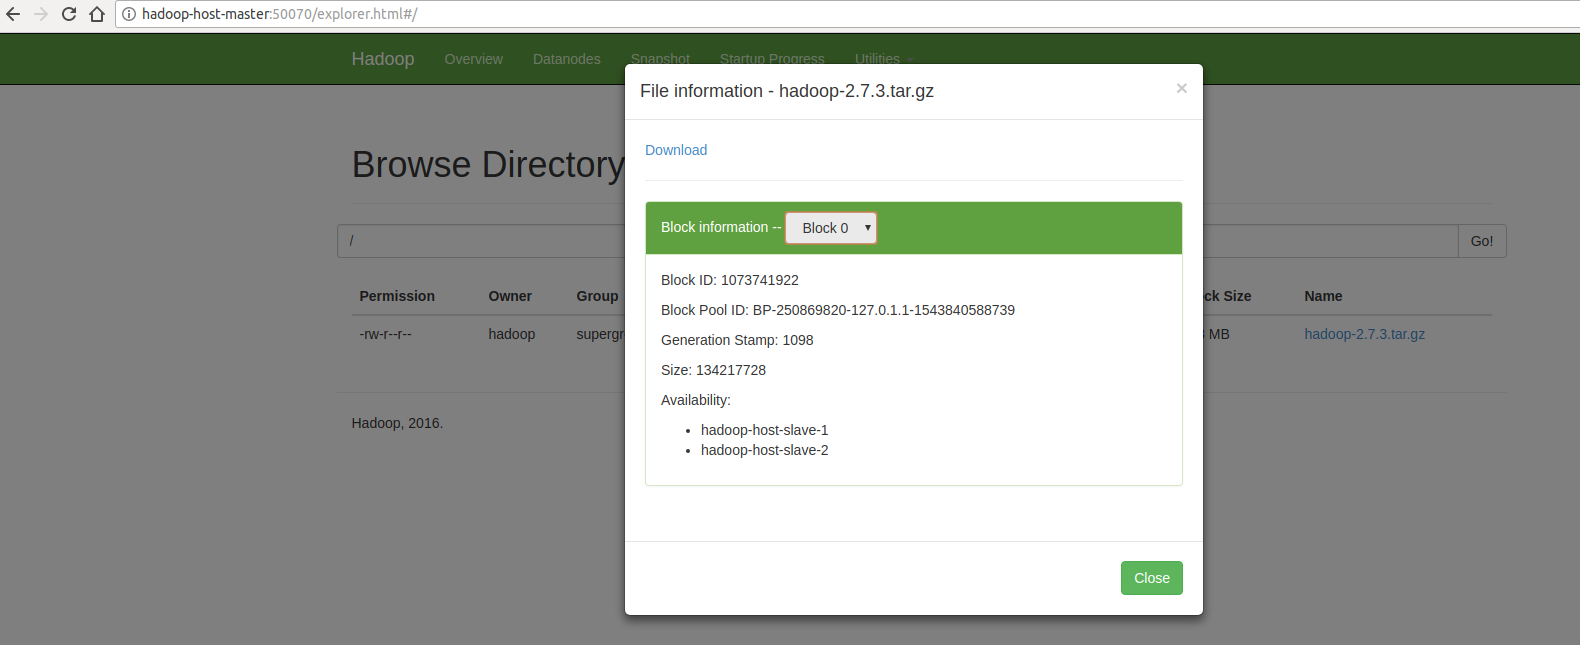 hadoop-host-master:50070/explorer.html#/
Hadoop Overview Datanodes Snapshot Startup Progress Utilities
File information - hadoop-2.7.3.tar.gz ×
Download
Browse Directory
Block information -- Block 0
/ Go!
Block ID: 1073741922
Permission Owner Group Size Name
Block Pool ID: BP-250869820-127.0.1.1-1543840588739
-rw-r--r-- hadoop MB hadoop-2.7.3.tar.gz
Generation Stamp: 1098
Size: 134217728
Availability:
• hadoop-host-slave-1
• hadoop-host-slave-2
Hadoop, 2016.
Close